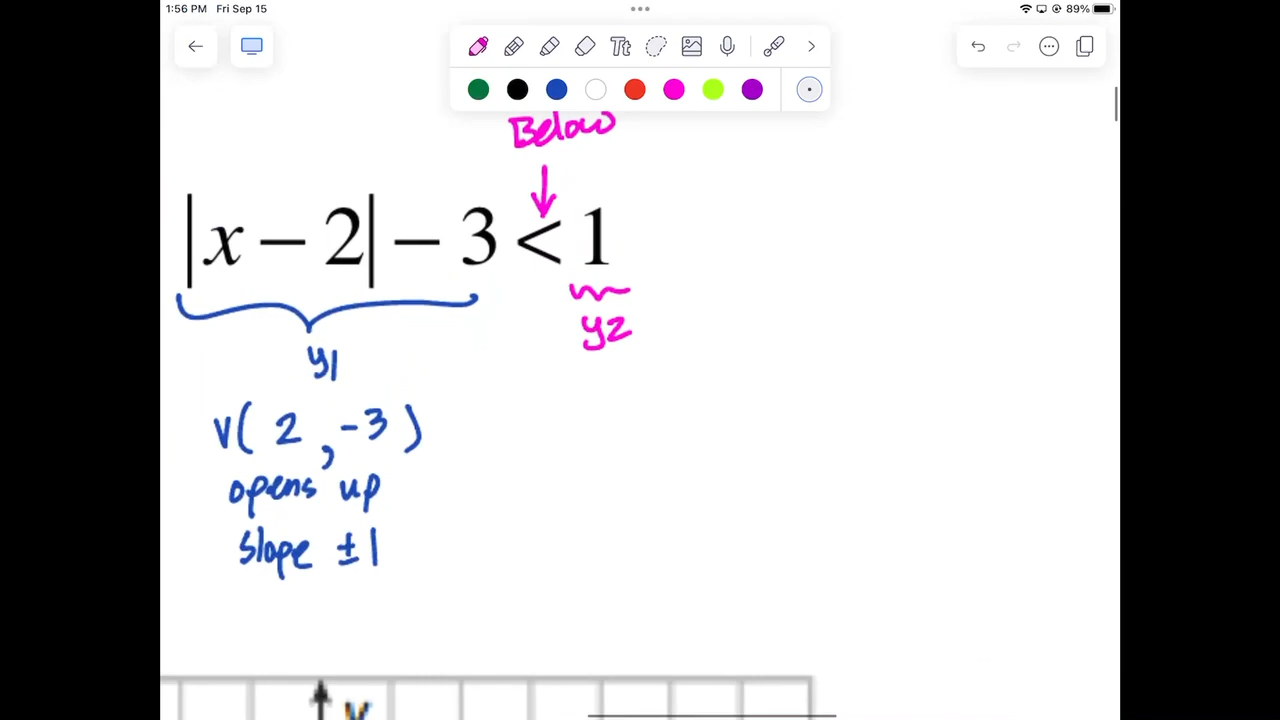 1:56 PM Fri Sep 15
89%
Tt
Below
|x − 2| − 3 < 1
y2
y1
v( 2 , -3 )
opens up
slope ±1
y